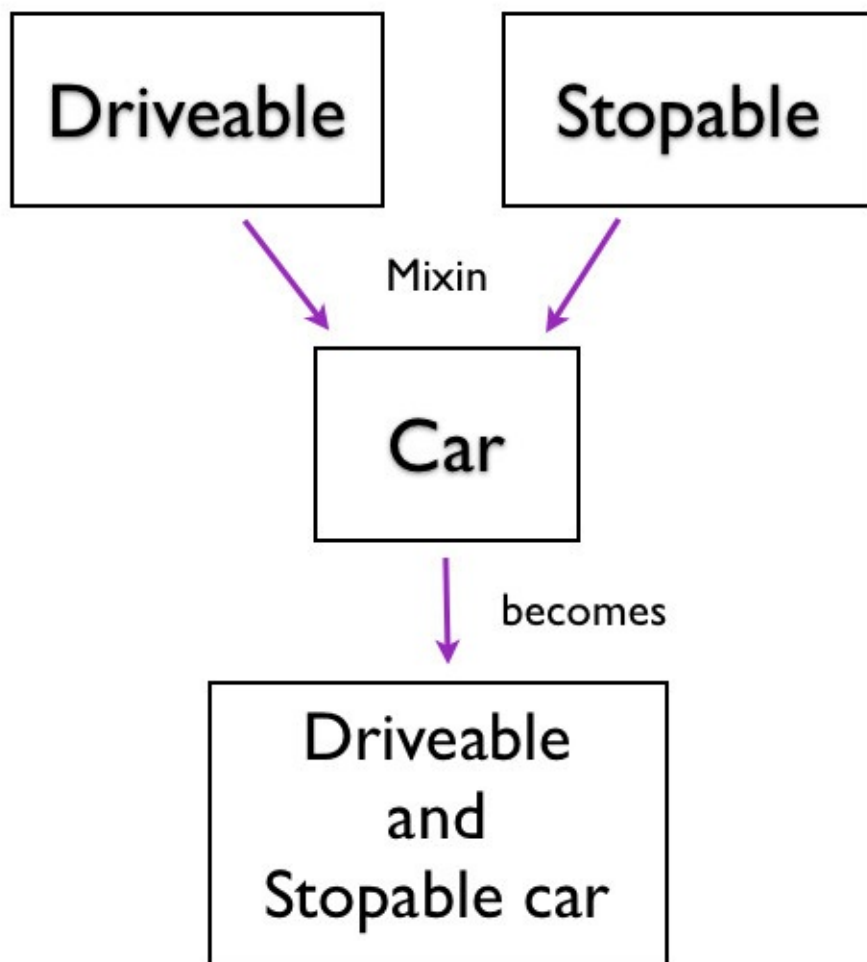 Driveable
Stopable
Mixin
Car
becomes
Driveable
and
Stopable car